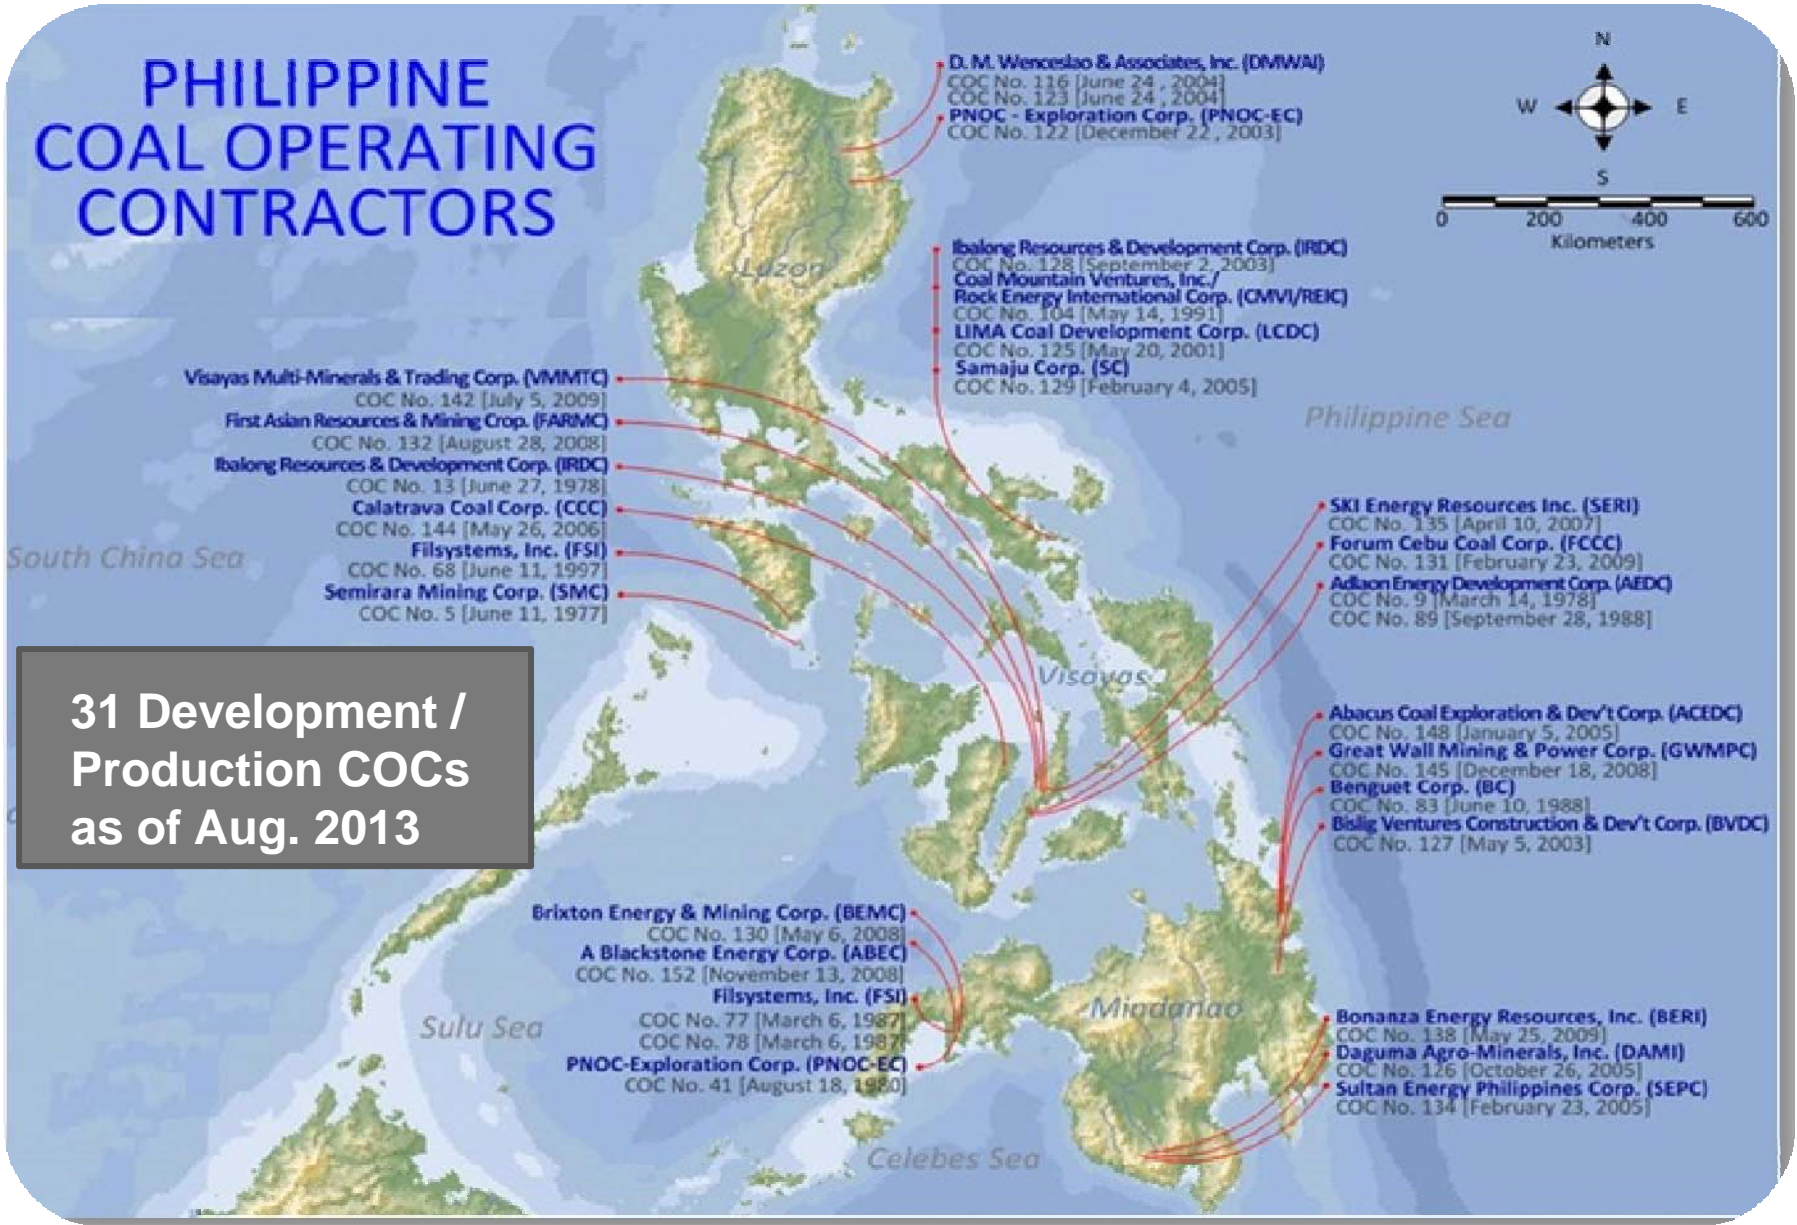 PHILIPPINE
COAL OPERATING
CONTRACTORS
D. M. Wenceslao & Associates, Inc. (DMWAI)
COC No. 116 [June 24 , 2004]
COC No. 123 [June 24 , 2004]
PNOC - Exploration Corp. (PNOC-EC)
COC No. 122 [December 22 , 2003]
N
W
E
S
0 200 400 600
Kilometers
Luzon
Ibalong Resources & Development Corp. (IRDC)
COC No. 128 [September 2, 2003]
Coal Mountain Ventures, Inc./
Rock Energy International Corp. (CMVI/REIC)
COC No. 104 [May 14, 1991]
LIMA Coal Development Corp. (LCDC)
COC No. 125 [May 20, 2001]
Samaju Corp. (SC)
COC No. 129 [February 4, 2005]
Philippine Sea
Visayas Multi-Minerals & Trading Corp. (VMMTC)
COC No. 142 [July 5, 2009]
First Asian Resources & Mining Crop. (FARMC)
COC No. 132 [August 28, 2008]
Ibalong Resources & Development Corp. (IRDC)
COC No. 13 [June 27, 1978]
Calatrava Coal Corp. (CCC)
COC No. 144 [May 26, 2006]
Filsystems, Inc. (FSI)
COC No. 68 [June 11, 1997]
Semirara Mining Corp. (SMC)
COC No. 5 [June 11, 1977]
South China Sea
SKI Energy Resources Inc. (SERI)
COC No. 135 [April 10, 2007]
Forum Cebu Coal Corp. (FCCC)
COC No. 131 [February 23, 2009]
Adlaon Energy Development Corp. (AEDC)
COC No. 9 [March 14, 1978]
COC No. 89 [September 28, 1988]
Visayas
31 Development /
Production COCs
as of Aug. 2013
Abacus Coal Exploration & Dev't Corp. (ACEDC)
COC No. 148 [January 5, 2005]
Great Wall Mining & Power Corp. (GWMPC)
COC No. 145 [December 18, 2008]
Benguet Corp. (BC)
COC No. 83 [June 10, 1988]
Bislig Ventures Construction & Dev't Corp. (BVDC)
COC No. 127 [May 5, 2003]
Brixton Energy & Mining Corp. (BEMC)
COC No. 130 [May 6, 2008]
A Blackstone Energy Corp. (ABEC)
COC No. 152 [November 13, 2008]
Filsystems, Inc. (FSI)
COC No. 77 [March 6, 1987]
COC No. 78 [March 6, 1987]
PNOC-Exploration Corp. (PNOC-EC)
COC No. 41 [August 18, 1980]
Sulu Sea
Mindanao
Bonanza Energy Resources, Inc. (BERI)
COC No. 138 [May 25, 2009]
Daguma Agro-Minerals, Inc. (DAMI)
COC No. 126 [October 26, 2005]
Sultan Energy Philippines Corp. (SEPC)
COC No. 134 [February 23, 2005]
Celebes Sea